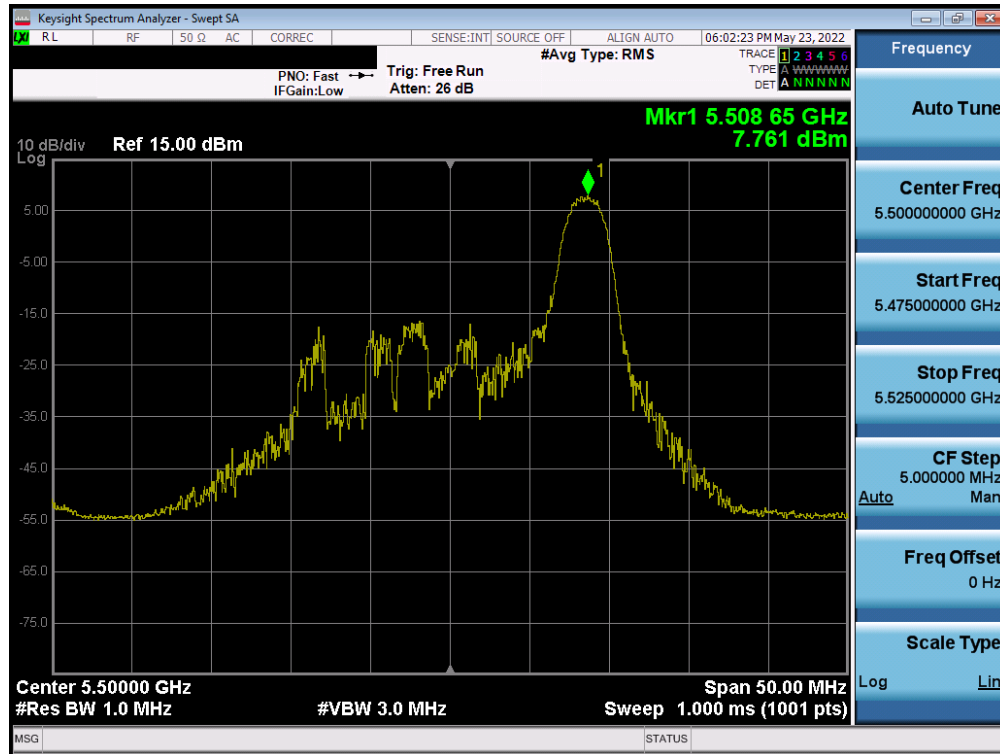 Keysight Spectrum Analyzer - Swept SA
LXI RL RF 50 Ω AC CORREC SENSE:INT SOURCE OFF ALIGN AUTO 06:02:23 PM May 23, 2022
Frequency
#Avg Type: RMS
TRACE 1 2 3 4 5 6
PNO: Fast Trig: Free Run
TYPE A WWWWW
IFGain:Low Atten: 26 dB
DET A N N N N N
Auto Tune
Mkr1 5.508 65 GHz
7.761 dBm
10 dB/div Ref 15.00 dBm
Log
1
Center Freq
5.500000000 GHz
5.00
-5.00
Start Freq
5.475000000 GHz
-15.0
-25.0
Stop Freq
5.525000000 GHz
-35.0
-45.0
CF Step
5.000000 MHz
Auto Man
-55.0
Freq Offset
0 Hz
-65.0
-75.0
Scale Type
Log Lin
Center 5.50000 GHz Span 50.00 MHz
#Res BW 1.0 MHz #VBW 3.0 MHz Sweep 1.000 ms (1001 pts)
MSG STATUS